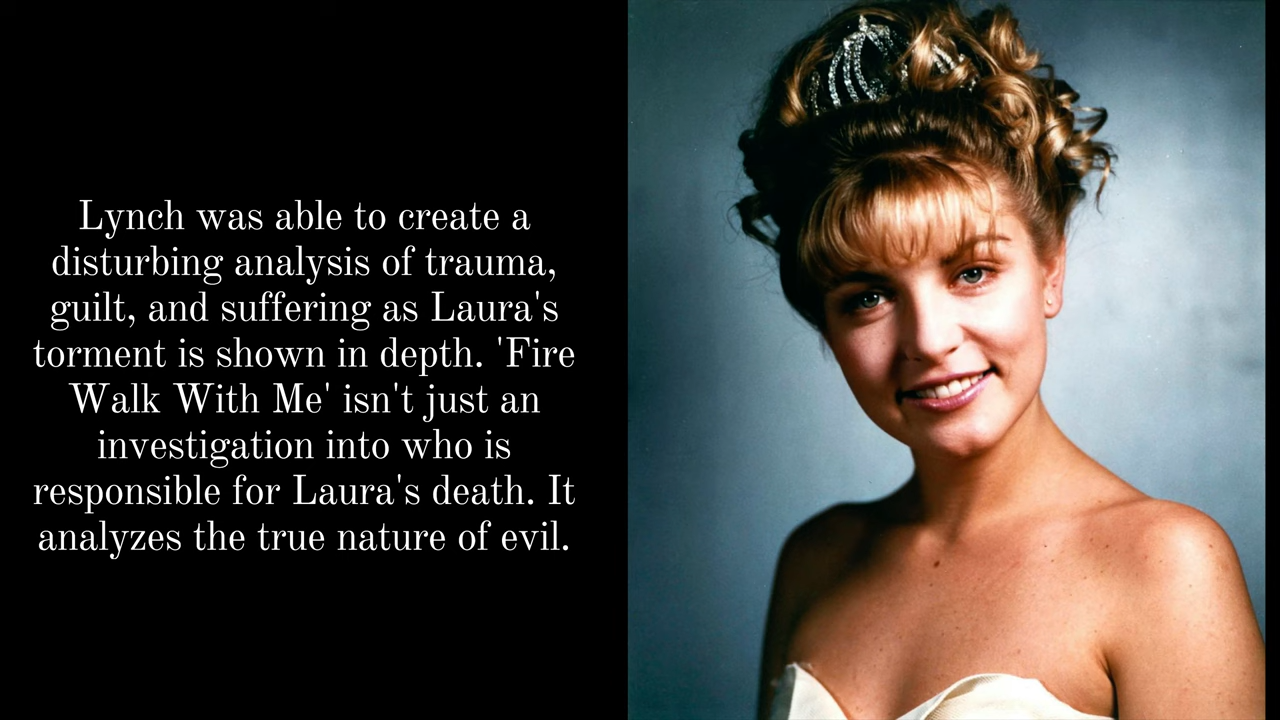 Lynch was able to create a
disturbing analysis of trauma,
guilt, and suffering as Laura's
torment is shown in depth. 'Fire
Walk With Me' isn't just an
investigation into who is
responsible for Laura's death. It
analyzes the true nature of evil.